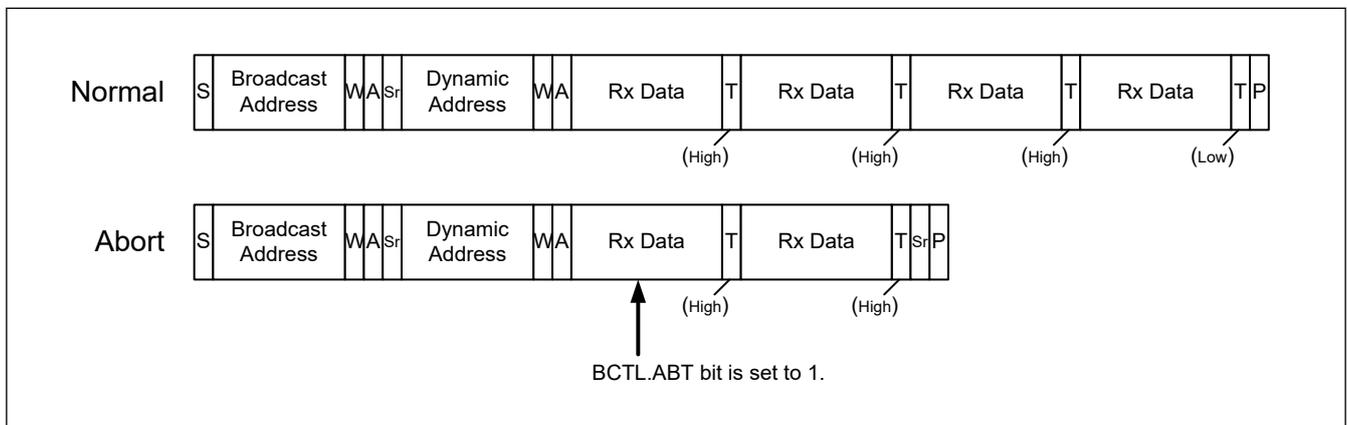 Normal
S
Broadcast
Address
W
A
Sr
Dynamic
Address
W
A
Rx Data
T
Rx Data
T
Rx Data
T
Rx Data
T
P
(High)
(High)
(High)
(Low)
Abort
S
Broadcast
Address
W
A
Sr
Dynamic
Address
W
A
Rx Data
T
Rx Data
T
Sr
P
(High)
(High)
BCTL.ABT bit is set to 1.